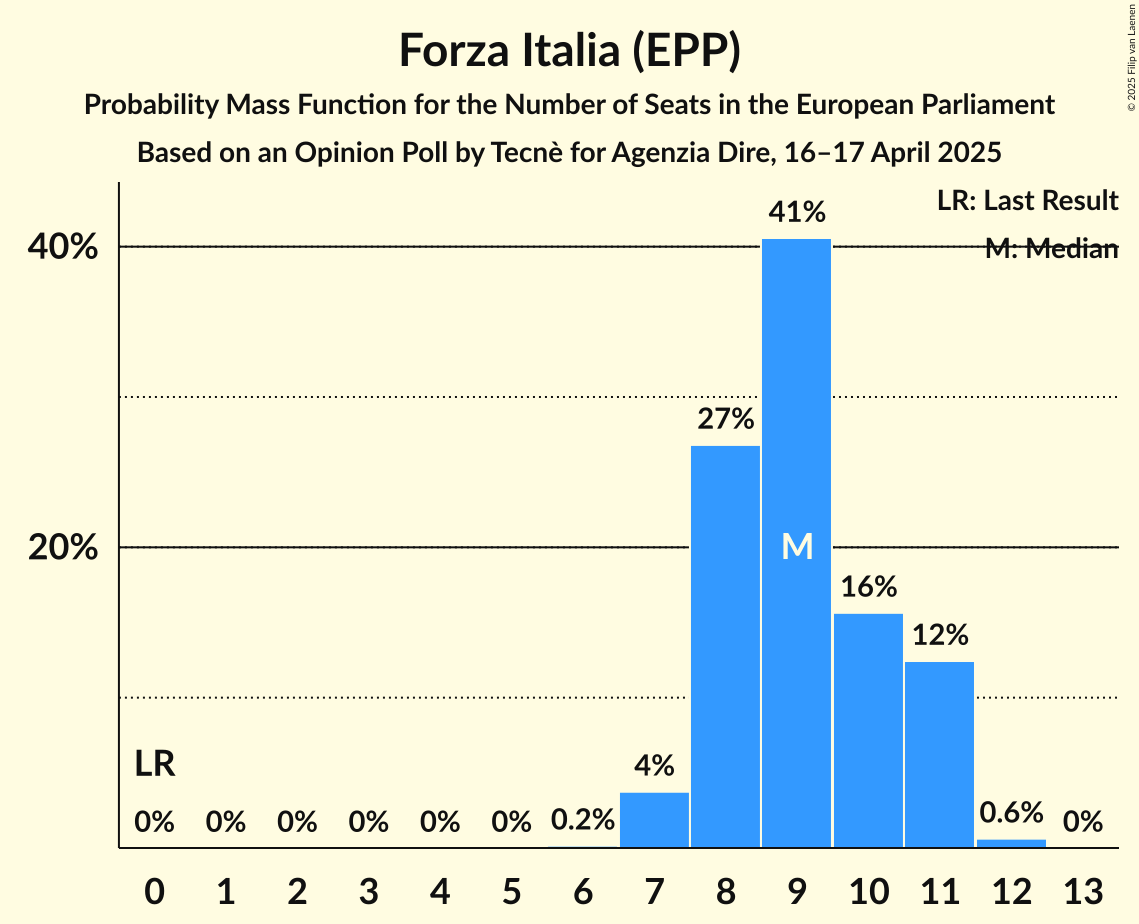 Forza Italia (EPP)
Probability Mass Function for the Number of Seats in the European Parliament
Based on an Opinion Poll by Tecnè for Agenzia Dire, 16–17 April 2025
© 2025 Filip van Laenen
LR: Last Result
M: Median
41%
40%
27%
20%
M
16%
12%
LR
4%
0% 0% 0% 0% 0% 0% 0.2% 0.6% 0%
0 1 2 3 4 5 6 7 8 9 10 11 12 13